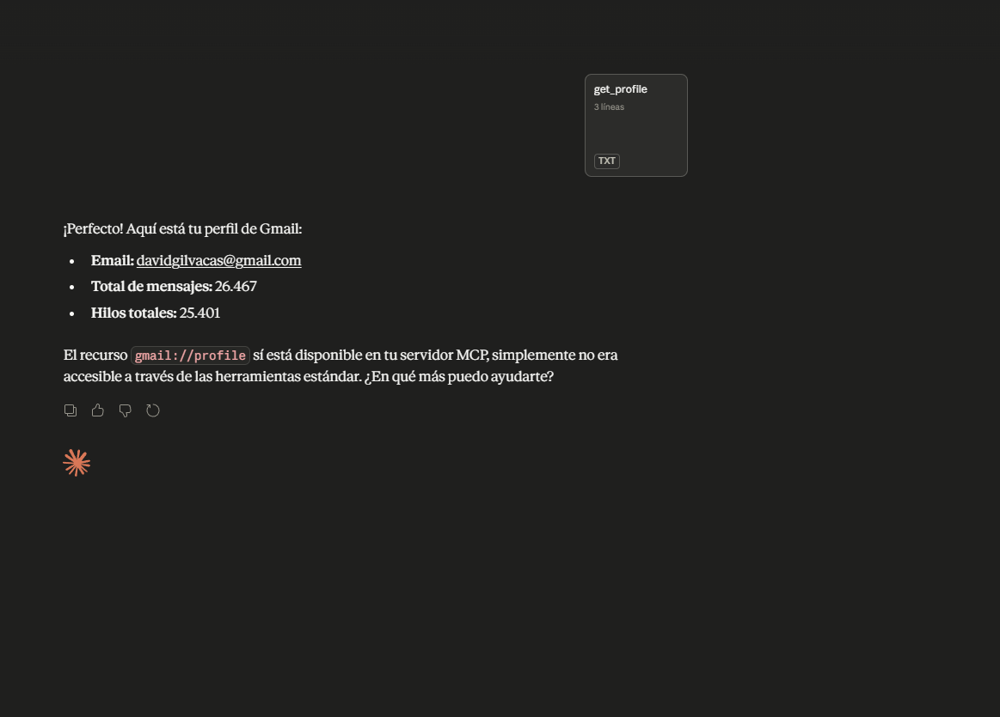 get_profile
3 líneas
TXT
¡Perfecto! Aquí está tu perfil de Gmail:
• Email: davidgilvacas@gmail.com
• Total de mensajes: 26.467
• Hilos totales: 25.401
El recurso gmail://profile sí está disponible en tu servidor MCP, simplemente no era
accesible a través de las herramientas estándar. ¿En qué más puedo ayudarte?